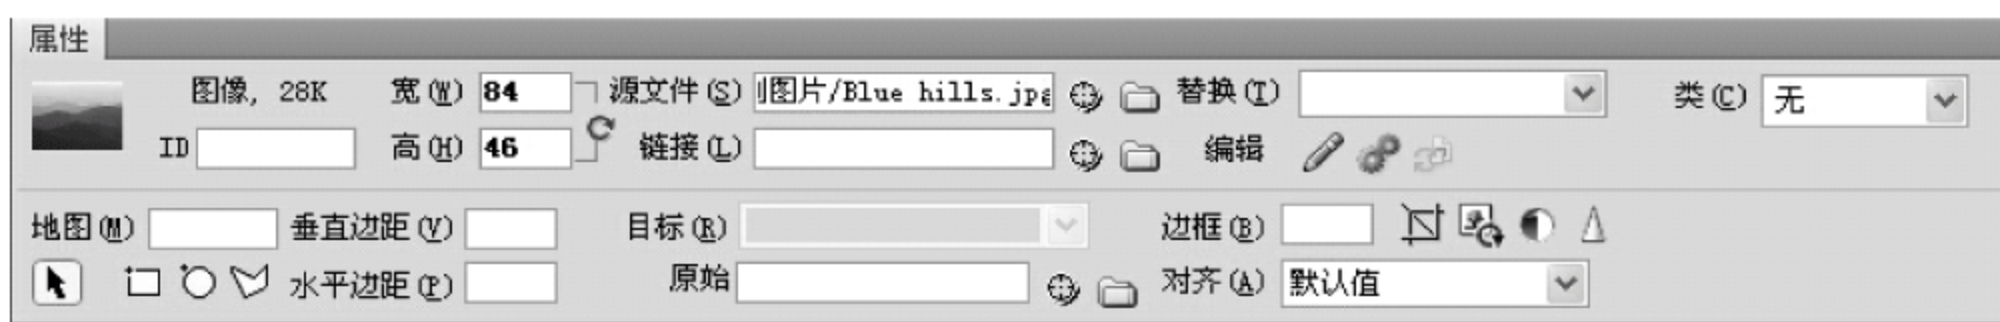 属性
图像, 28K 宽(W) 84 源文件(S) 图片/Blue hills.jpg 替换(T) 类(C) 无
ID 高(H) 46 链接(L) 编辑
地图(M) 垂直边距(V) 目标(R) 边框(B)
水平边距(P) 原始 对齐(A) 默认值